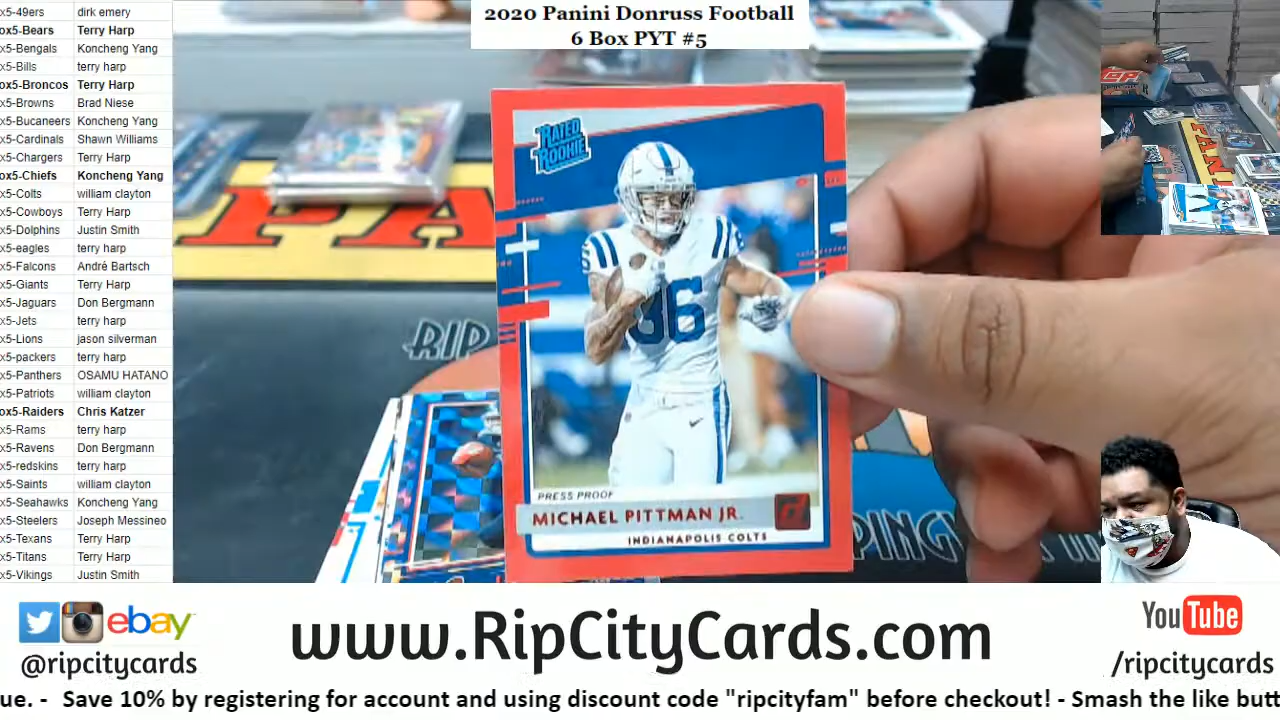 2020 Panini Donruss Football
6 Box PYT #5
x5-49ers dirk emery
ox5-Bears Terry Harp
x5-Bengals Koncheng Yang
x5-Bills terry harp
ox5-Broncos Terry Harp
x5-Browns Brad Niese
x5-Bucaneers Koncheng Yang
x5-Cardinals Shawn Williams
x5-Chargers Terry Harp
ox5-Chiefs Koncheng Yang
x5-Colts william clayton
x5-Cowboys Terry Harp
x5-Dolphins Justin Smith
x5-eagles terry harp
x5-Falcons André Bartsch
x5-Giants Terry Harp
x5-Jaguars Don Bergmann
x5-Jets terry harp
x5-Lions jason silverman
x5-packers terry harp
x5-Panthers OSAMU HATANO
x5-Patriots william clayton
ox5-Raiders Chris Katzer
x5-Rams terry harp
x5-Ravens Don Bergmann
x5-redskins terry harp
x5-Saints william clayton
x5-Seahawks Koncheng Yang
x5-Steelers Joseph Messineo
x5-Texans Terry Harp
x5-Titans Terry Harp
x5-Vikings Justin Smith
RATED
ROOKIE
86
PRESS PROOF
MICHAEL PITTMAN JR.
INDIANAPOLIS COLTS
RIP
ebay
@ripcitycards
www.RipCityCards.com
YouTube
/ripcitycards
ue. - Save 10% by registering for account and using discount code "ripcityfam" before checkout! - Smash the like butt